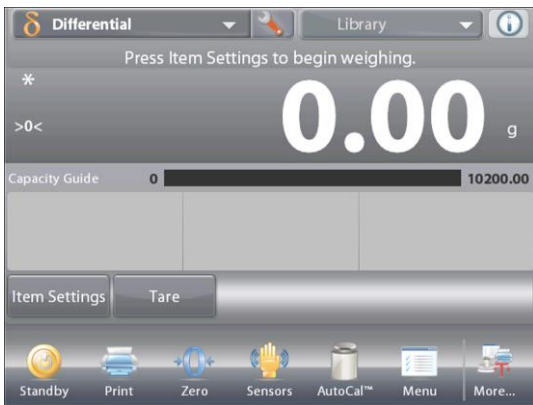 δ Differential Library i
Press Item Settings to begin weighing.
*
>0< 0.00 g
Capacity Guide 0 10200.00
Item Settings Tare
Standby Print Zero Sensors AutoCal™ Menu More...